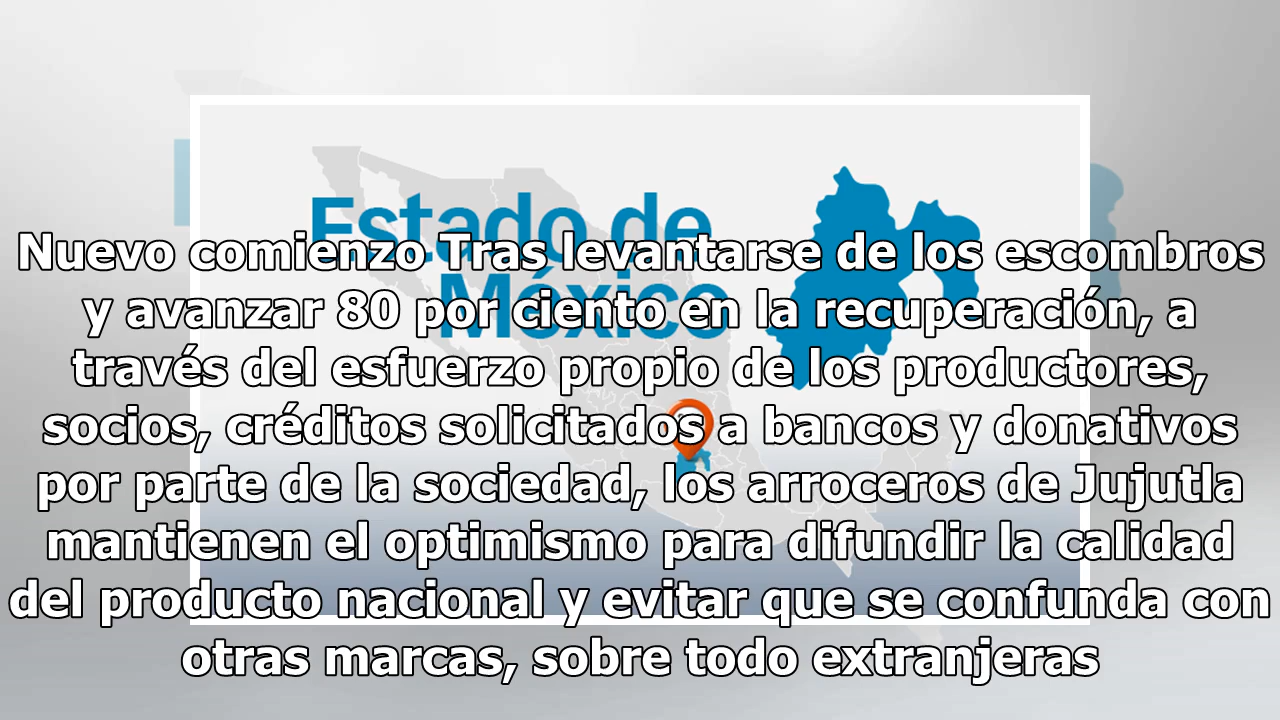 Estado de
México
Nuevo comienzo Tras levantarse de los escombros
y avanzar 80 por ciento en la recuperación, a
través del esfuerzo propio de los productores,
socios, créditos solicitados a bancos y donativos
por parte de la sociedad, los arroceros de Jujutla
mantienen el optimismo para difundir la calidad
del producto nacional y evitar que se confunda con
otras marcas, sobre todo extranjeras